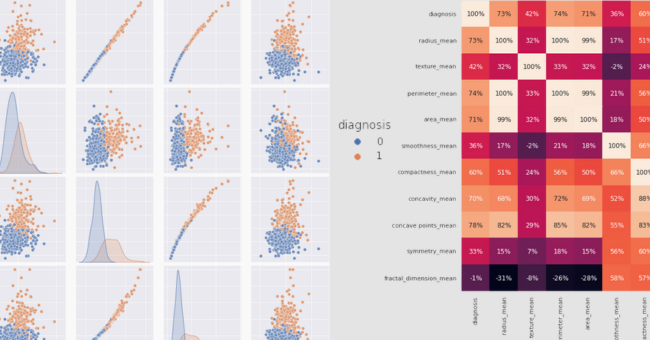 diagnosis
0
1
diagnosis 100% 73% 42% 74% 71% 36% 60%
radius_mean 73% 100% 32% 100% 99% 17% 51%
texture_mean 42% 32% 100% 33% 32% -2% 24%
perimeter_mean 74% 100% 33% 100% 99% 21% 56%
area_mean 71% 99% 32% 99% 100% 18% 50%
smoothness_mean 36% 17% -2% 21% 18% 100% 66%
compactness_mean 60% 51% 24% 56% 50% 66% 100%
concavity_mean 70% 68% 30% 72% 69% 52% 88%
concave points_mean 78% 82% 29% 85% 82% 55% 83%
symmetry_mean 33% 15% 7% 18% 15% 56% 60%
fractal_dimension_mean -1% -31% -8% -26% -28% 58% 57%
diagnosis
radius_mean
texture_mean
rimeter_mean
area_mean
othness_mean
actness_mean